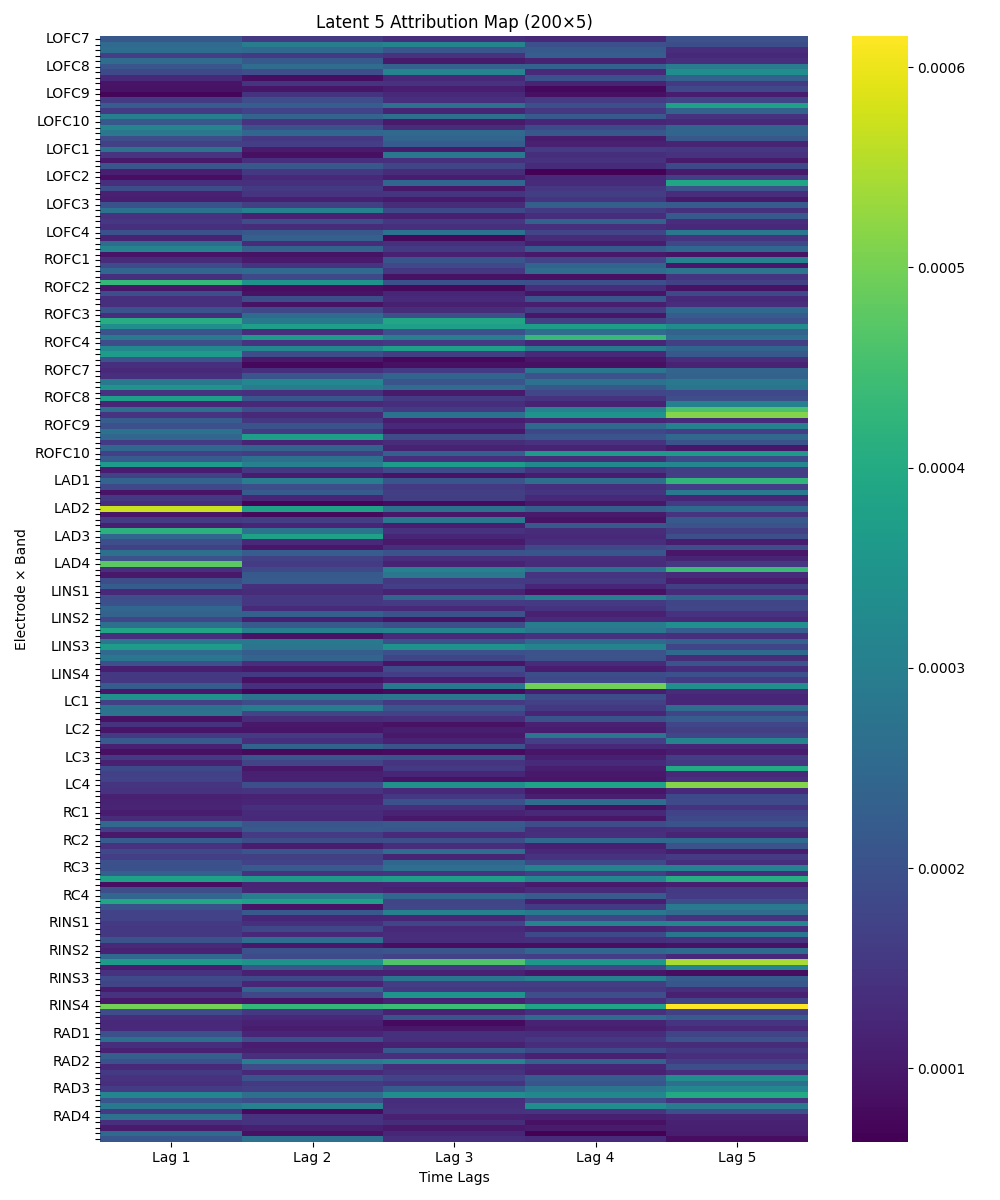 Latent 5 Attribution Map (200×5)
Electrode × Band
LOFC7
LOFC8
LOFC9
LOFC10
LOFC1
LOFC2
LOFC3
LOFC4
ROFC1
ROFC2
ROFC3
ROFC4
ROFC7
ROFC8
ROFC9
ROFC10
LAD1
LAD2
LAD3
LAD4
LINS1
LINS2
LINS3
LINS4
LC1
LC2
LC3
LC4
RC1
RC2
RC3
RC4
RINS1
RINS2
RINS3
RINS4
RAD1
RAD2
RAD3
RAD4
Lag 1 Lag 2 Lag 3 Lag 4 Lag 5
Time Lags
0.0006
0.0005
0.0004
0.0003
0.0002
0.0001